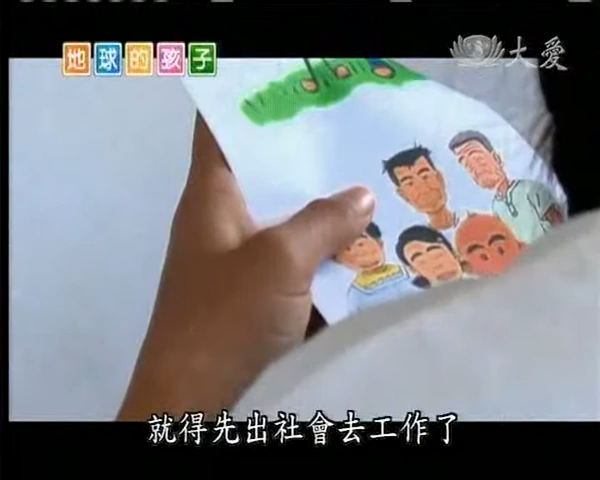 地球的孩子
大愛
就得先出社會去工作了